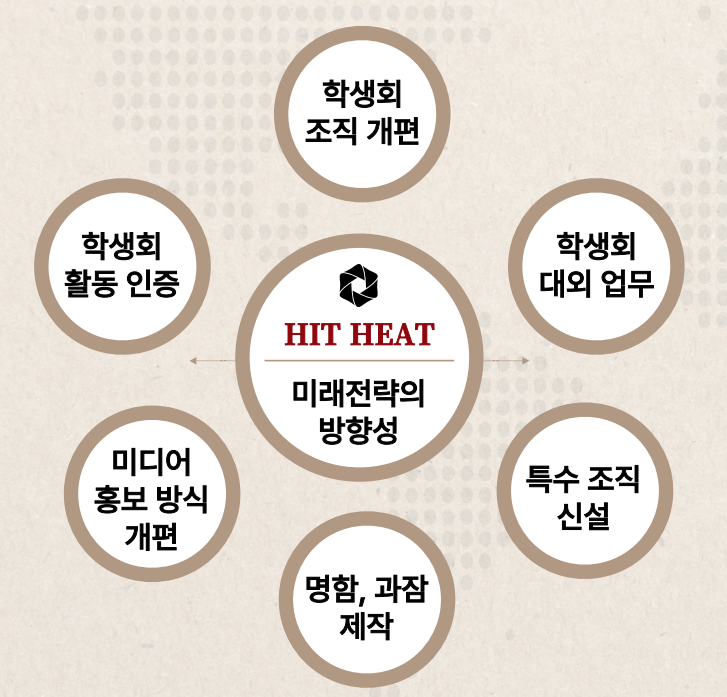 학생회
조직 개편
학생회
활동 인증
학생회
대외 업무
HIT HEAT
미래전략의
방향성
미디어
홍보 방식
개편
특수 조직
신설
명함, 과잠
제작